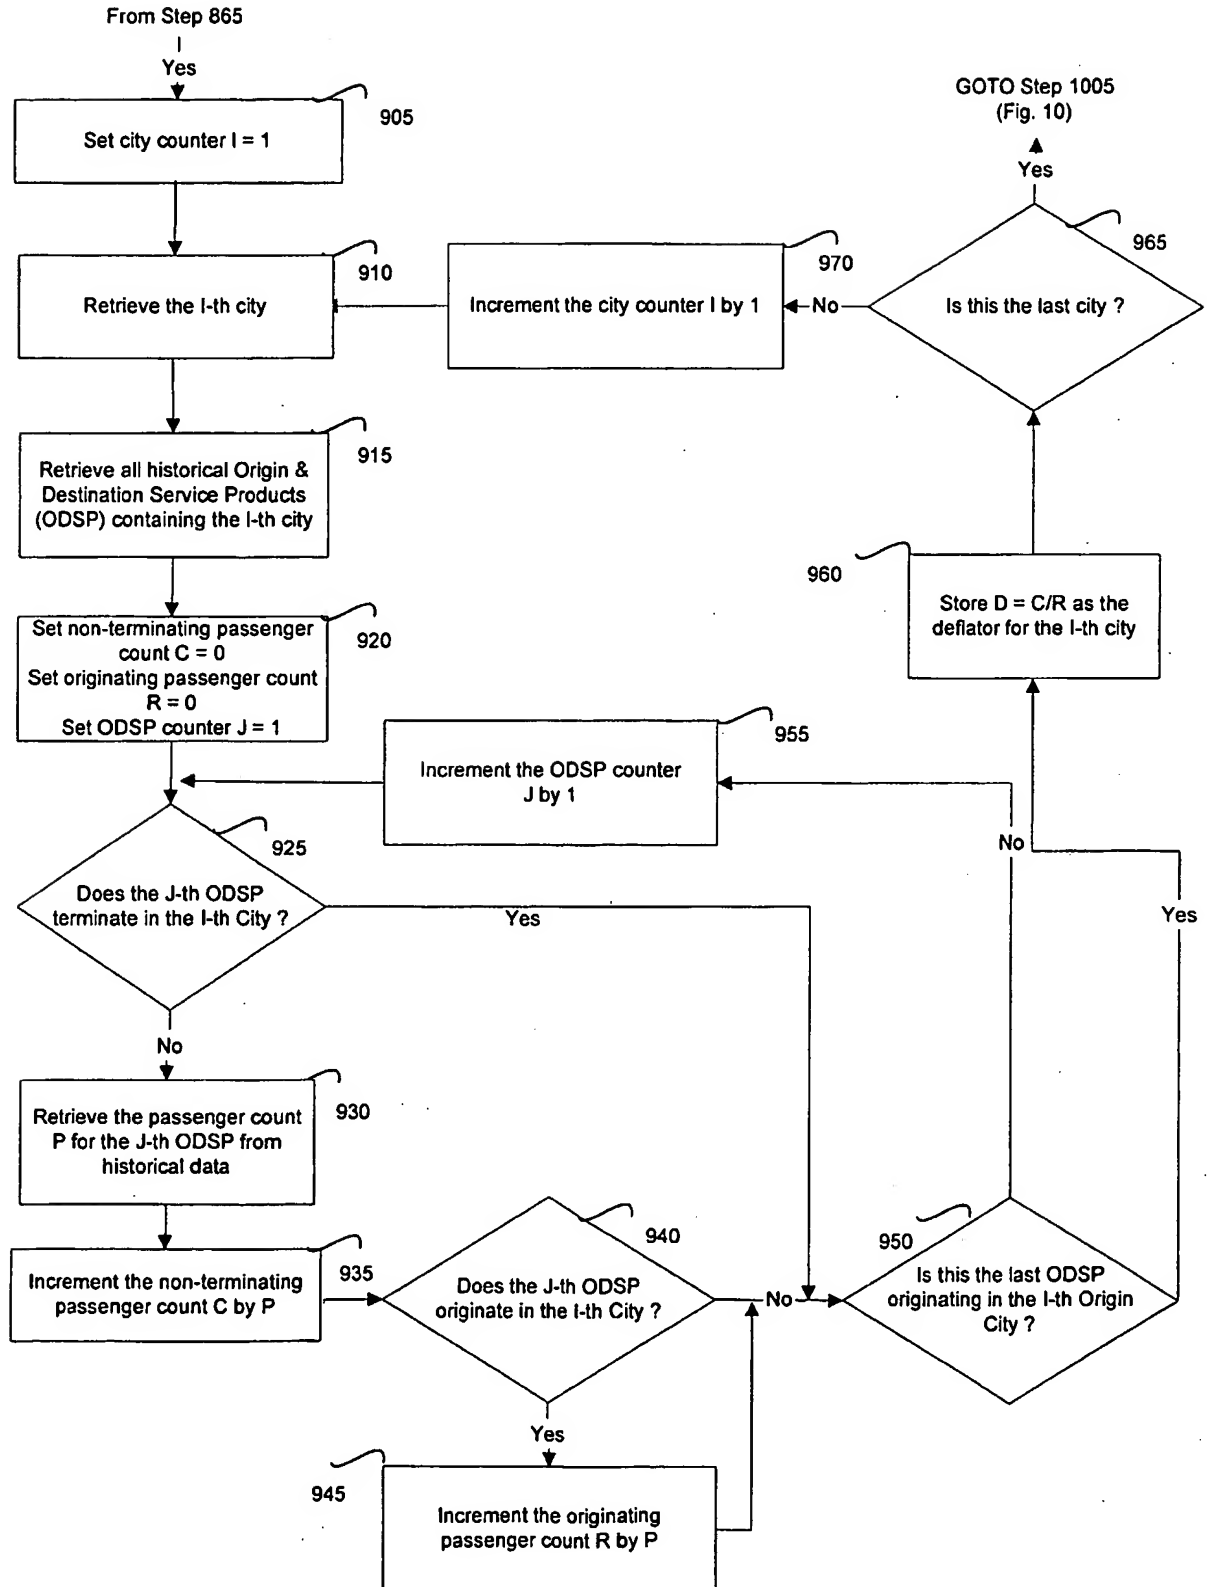 From Step 865
Yes
905
Set city counter I = 1
GOTO Step 1005
(Fig. 10)
Yes
965
Is this the last city ?
No
970
Increment the city counter I by 1
910
Retrieve the I-th city
915
Retrieve all historical Origin &
Destination Service Products
(ODSP) containing the I-th city
960
Store D = C/R as the
deflator for the I-th city
920
Set non-terminating passenger
count C = 0
Set originating passenger count
R = 0
Set ODSP counter J = 1
955
Increment the ODSP counter
J by 1
No
925
Does the J-th ODSP
terminate in the I-th City ?
Yes
Yes
No
930
Retrieve the passenger count
P for the J-th ODSP from
historical data
935
Increment the non-terminating
passenger count C by P
940
Does the J-th ODSP
originate in the I-th City ?
No
950
Is this the last ODSP
originating in the I-th Origin
City ?
Yes
945
Increment the originating
passenger count R by P